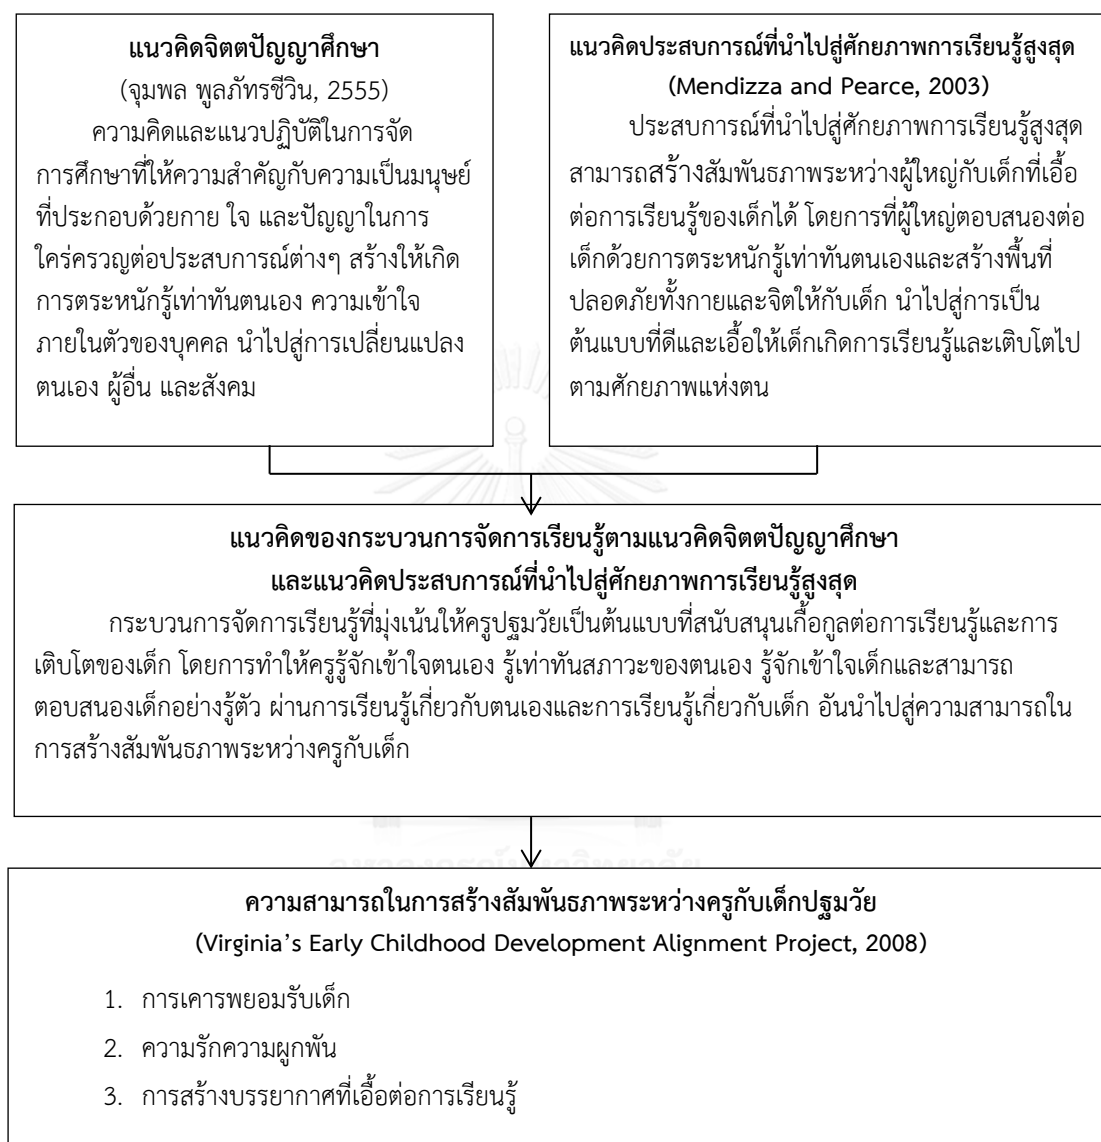 แนวคิดจิตตปัญญาศึกษา
(จุมพล พูลภัทรชีวิน, 2555)
ความคิดและแนวปฏิบัติในการจัด
การศึกษาที่ให้ความสำคัญกับความเป็นมนุษย์
ที่ประกอบด้วยกาย ใจ และปัญญาในการ
ใคร่ครวญต่อประสบการณ์ต่างๆ สร้างให้เกิด
การตระหนักรู้เท่าทันตนเอง ความเข้าใจ
ภายในตัวของบุคคล นำไปสู่การเปลี่ยนแปลง
ตนเอง ผู้อื่น และสังคม
แนวคิดประสบการณ์ที่นำไปสู่ศักยภาพการเรียนรู้สูงสุด
(Mendizza and Pearce, 2003)
ประสบการณ์ที่นำไปสู่ศักยภาพการเรียนรู้สูงสุด
สามารถสร้างสัมพันธภาพระหว่างผู้ใหญ่กับเด็กที่เอื้อ
ต่อการเรียนรู้ของเด็กได้ โดยการที่ผู้ใหญ่ตอบสนองต่อ
เด็กด้วยการตระหนักรู้เท่าทันตนเองและสร้างพื้นที่
ปลอดภัยทั้งกายและจิตให้กับเด็ก นำไปสู่การเป็น
ต้นแบบที่ดีและเอื้อให้เด็กเกิดการเรียนรู้และเติบโตไป
ตามศักยภาพแห่งตน
แนวคิดของกระบวนการจัดการเรียนรู้ตามแนวคิดจิตตปัญญาศึกษา
และแนวคิดประสบการณ์ที่นำไปสู่ศักยภาพการเรียนรู้สูงสุด
กระบวนการจัดการเรียนรู้ที่มุ่งเน้นให้ครูปฐมวัยเป็นต้นแบบที่สนับสนุนเกื้อกูลต่อการเรียนรู้และการ
เติบโตของเด็ก โดยการทำให้ครูรู้จักเข้าใจตนเอง รู้เท่าทันสภาวะของตนเอง รู้จักเข้าใจเด็กและสามารถ
ตอบสนองเด็กอย่างรู้ตัว ผ่านการเรียนรู้เกี่ยวกับตนเองและการเรียนรู้เกี่ยวกับเด็ก อันนำไปสู่ความสามารถใน
การสร้างสัมพันธภาพระหว่างครูกับเด็ก
ความสามารถในการสร้างสัมพันธภาพระหว่างครูกับเด็กปฐมวัย
(Virginia's Early Childhood Development Alignment Project, 2008)
1. การเคารพยอมรับเด็ก
2. ความรักความผูกพัน
3. การสร้างบรรยากาศที่เอื้อต่อการเรียนรู้